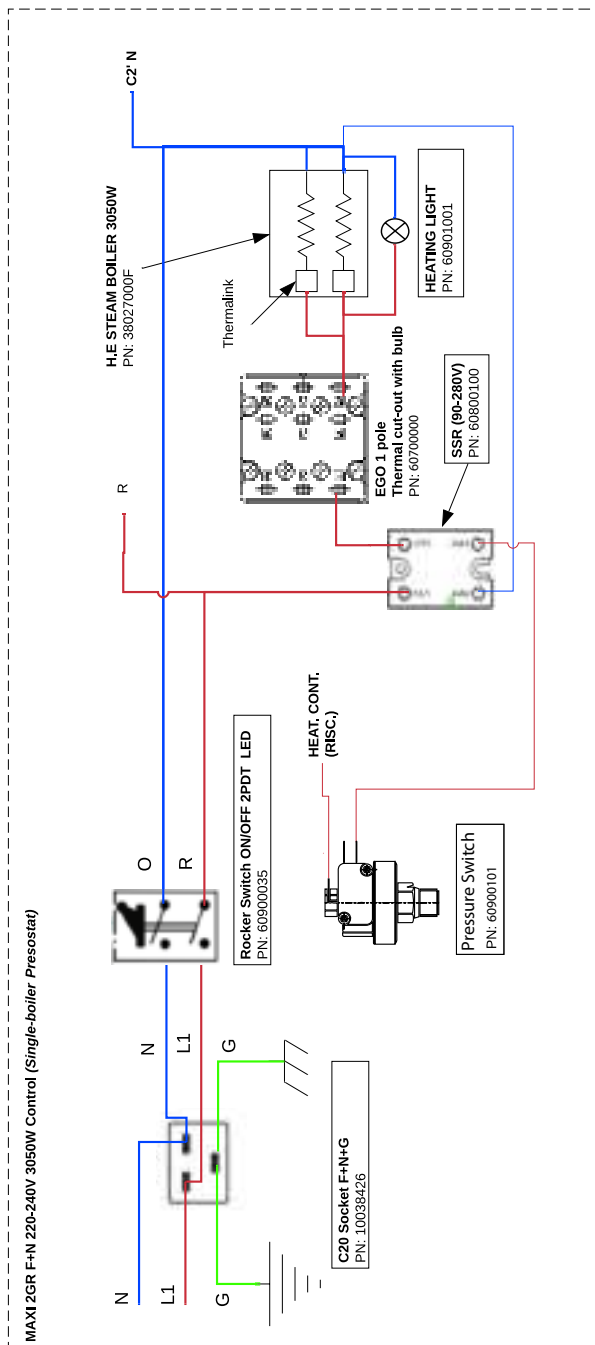 MAXI 2GR F+N 220-240V 3050W Control (Single-boiler Presostat)
C2' N
H.E STEAM BOILER 3050W
PN: 38027000F
Thermalink
HEATING LIGHT
PN: 60901001
EGO 1 pole
Thermal cut-out with bulb
PN: 60700000
SSR (90-280V)
PN: 60800100
R
HEAT. CONT.
(RISC.)
O
R
Rocker Switch ON/OFF 2PDT LED
PN: 60900035
Pressure Switch
PN: 60900101
N
L1
G
N
L1
G
C20 Socket F+N+G
PN: 10038426